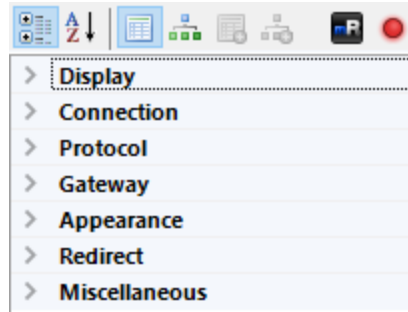 Display
Connection
Protocol
Gateway
Appearance
Redirect
Miscellaneous